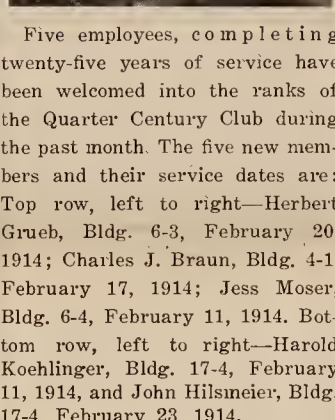 Five employees, completing
twenty-five years of service have
been welcomed into the ranks of
the Quarter Century Club during
the past month. The five new mem-
bers and their service dates are:
Top row, left to right—Herbert
Grueb, Bldg. 6-3, February 20
1914; Charles J. Braun, Bldg. 4-1
February 17, 1914; Jess Moser,
Bldg. 6-4, February 11, 1914. Bot-
tom row, left to right—Harold
Koehlinger, Bldg. 17-4, February
11, 1914, and John Hilsmeier, Bldg.
17-4, February 23, 1914.